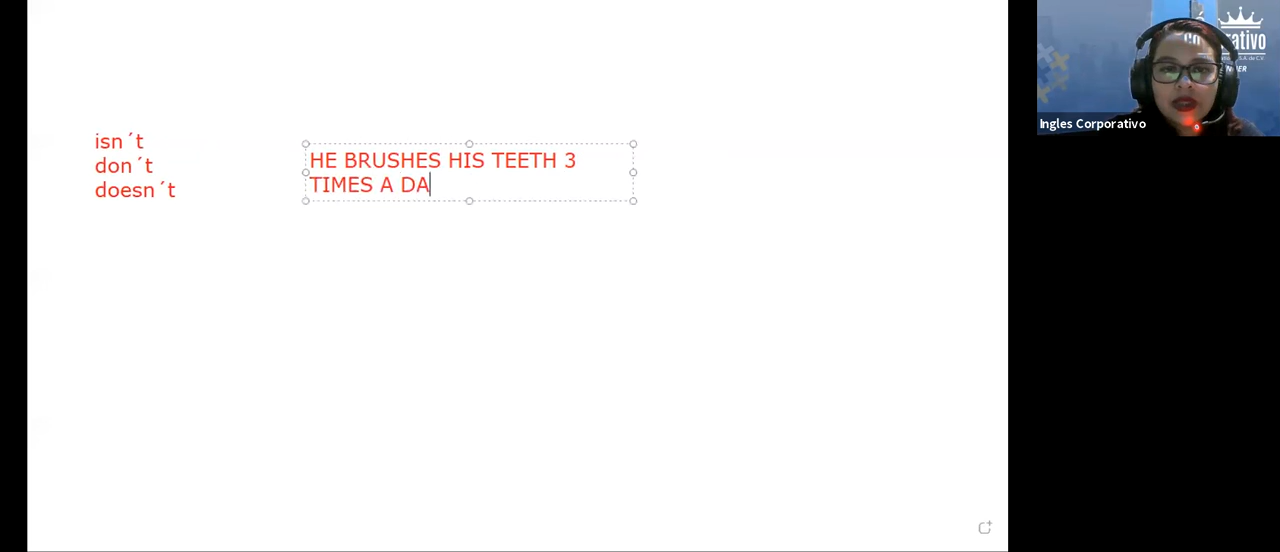 isn´t
don´t
doesn´t
HE BRUSHES HIS TEETH 3
TIMES A DA
Ingles Corporativo